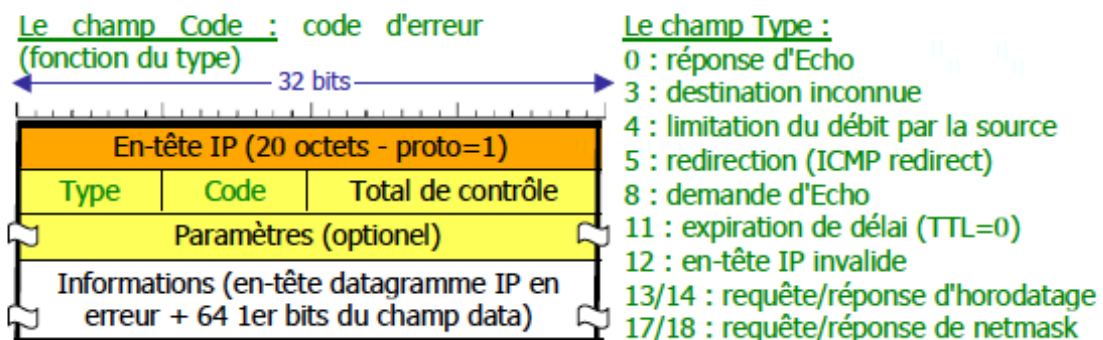 Le champ Code : code d'erreur
(fonction du type)
32 bits
En-tête IP (20 octets - proto=1)
Type Code Total de contrôle
Paramètres (optionel)
Informations (en-tête datagramme IP en
erreur + 64 1er bits du champ data)
Le champ Type :
0 : réponse d'Echo
3 : destination inconnue
4 : limitation du débit par la source
5 : redirection (ICMP redirect)
8 : demande d'Echo
11 : expiration de délai (TTL=0)
12 : en-tête IP invalide
13/14 : requête/réponse d'horodatage
17/18 : requête/réponse de netmask